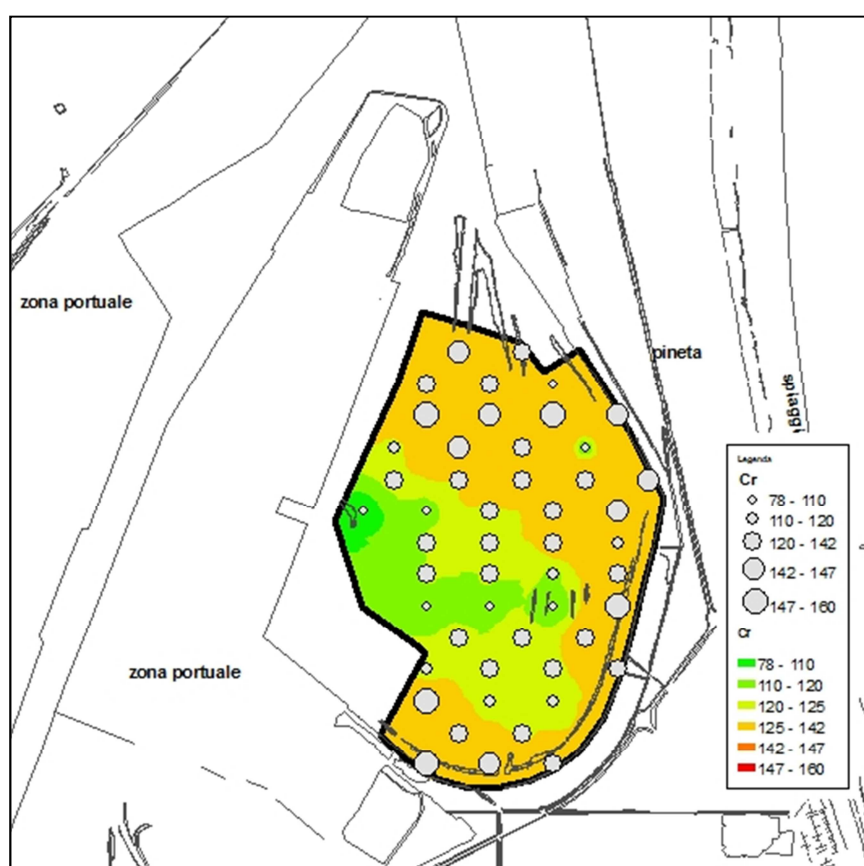 zona portuale
pineta
spiaggi
zona portuale
Legenda
Cr
78 - 110
110 - 120
120 - 142
142 - 147
147 - 160
Cr
78 - 110
110 - 120
120 - 125
125 - 142
142 - 147
147 - 160